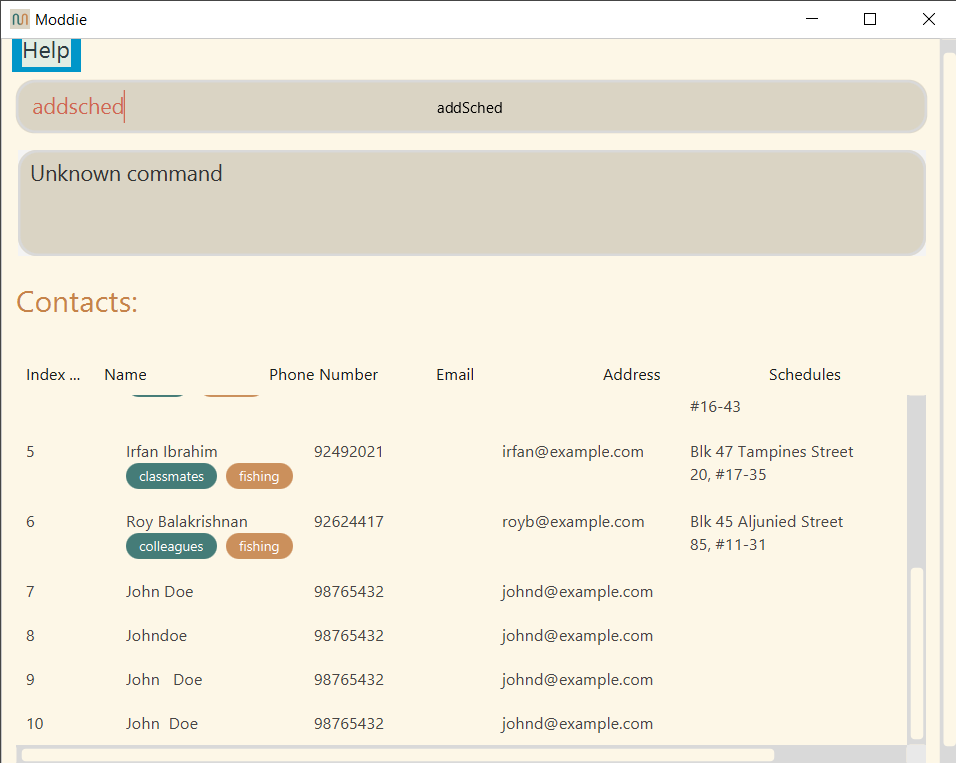 Moddie
Help
addsched addSched
Unknown command
Contacts:
Index ... Name Phone Number Email Address Schedules
#16-43
5 Irfan Ibrahim 92492021 irfan@example.com Blk 47 Tampines Street
classmates fishing 20, #17-35
6 Roy Balakrishnan 92624417 royb@example.com Blk 45 Aljunied Street
colleagues fishing 85, #11-31
7 John Doe 98765432 johnd@example.com
8 Johndoe 98765432 johnd@example.com
9 John   Doe 98765432 johnd@example.com
10 John  Doe 98765432 johnd@example.com